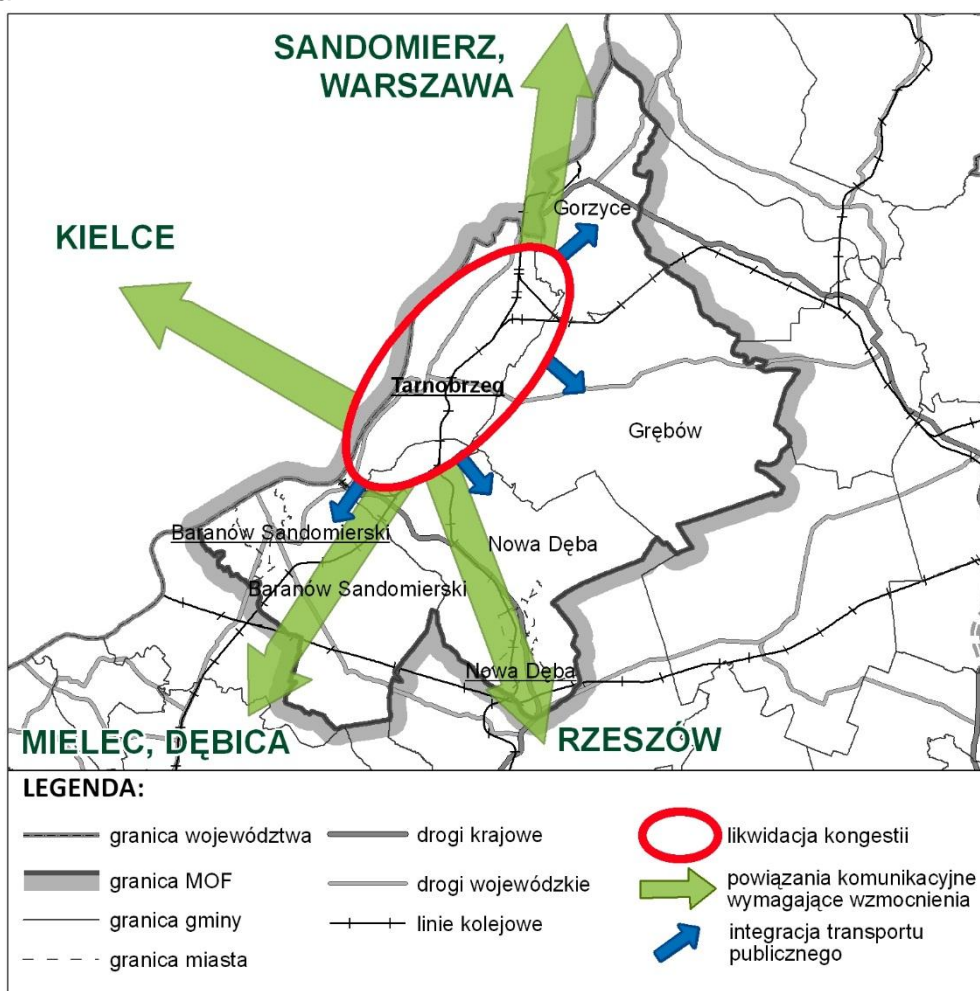 SANDOMIERZ,
WARSZAWA
Gorzyce
KIELCE
Tarnobrzeg
Grębów
Baranów Sandomierski
Nowa Dęba
Baranów Sandomierski
Nowa Dęba
MIELEC, DĘBICA
RZESZÓW
LEGENDA:
granica województwa
granica MOF
granica gminy
granica miasta
drogi krajowe
drogi wojewódzkie
linie kolejowe
likwidacja kongestii
powiązania komunikacyjne
wymagające wzmocnienia
integracja transportu
publicznego